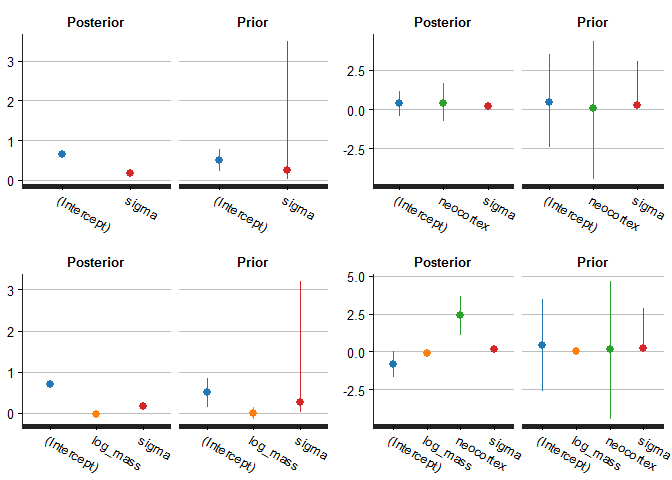 Posterior Prior
3
2
1
0
(Intercept) sigma (Intercept) sigma
Posterior Prior
2.5
0.0
-2.5
(Intercept) neocortex sigma (Intercept) neocortex sigma
Posterior Prior
3
2
1
0
(Intercept) log_mass sigma (Intercept) log_mass sigma
Posterior Prior
5.0
2.5
0.0
-2.5
(Intercept) log_mass neocortex sigma (Intercept) log_mass neocortex sigma